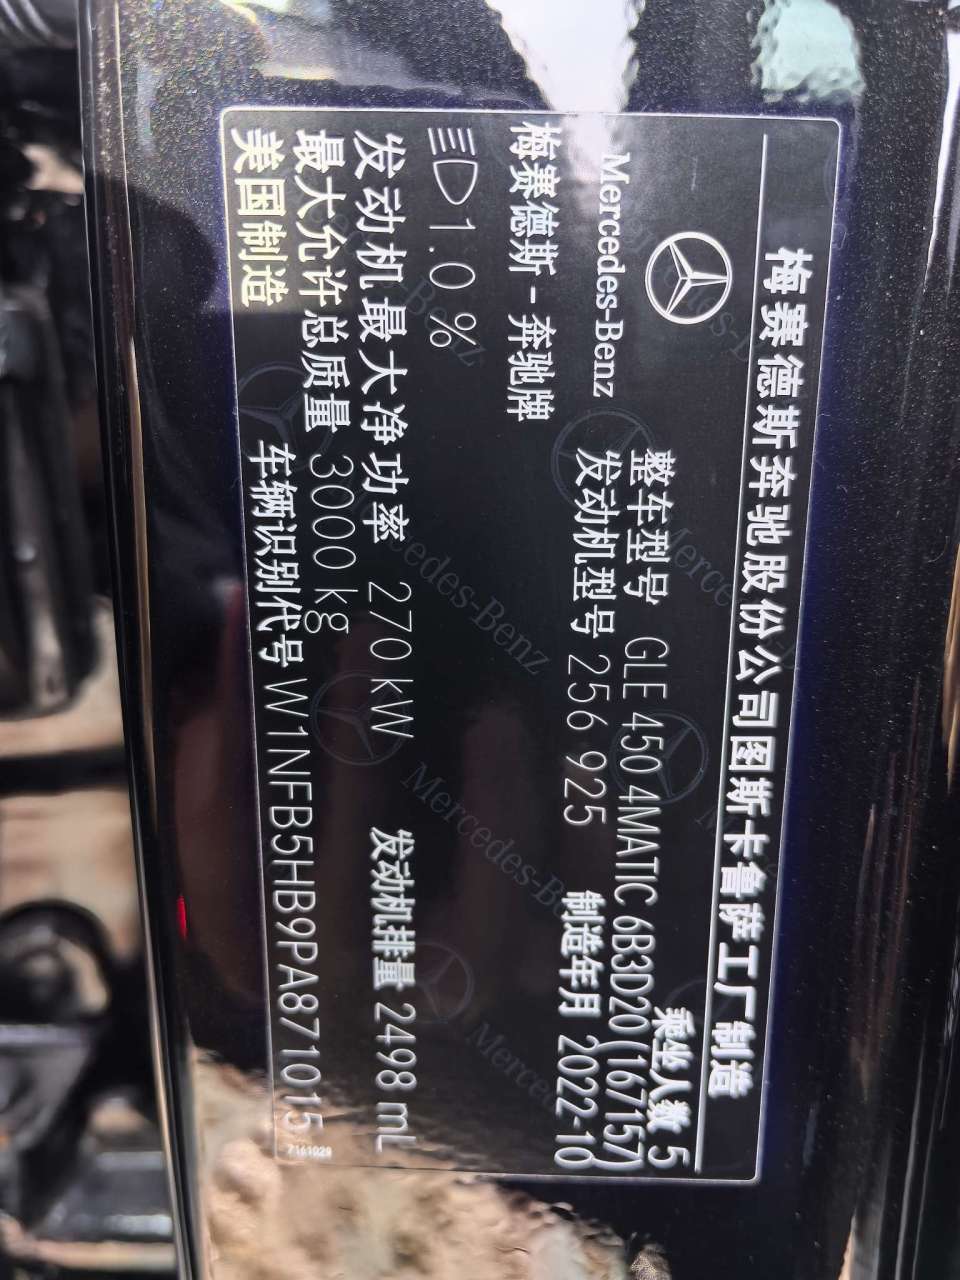 梅赛德斯奔驰股份公司图斯卡鲁萨工厂制造
乘坐人数 5
Mercedes-Benz
整车型号 GLE 450 4MATIC 6B3D20(167157)
发动机型号 256 925 制造年月 2022-10
梅赛德斯-奔驰牌
1.0 %
发动机最大净功率 270 kW 发动机排量 2498 mL
最大允许总质量 3000 kg
车辆识别代号 W1NFB5HB9PA871015
美国制造
Mercedes-Benz
Mercedes-Benz